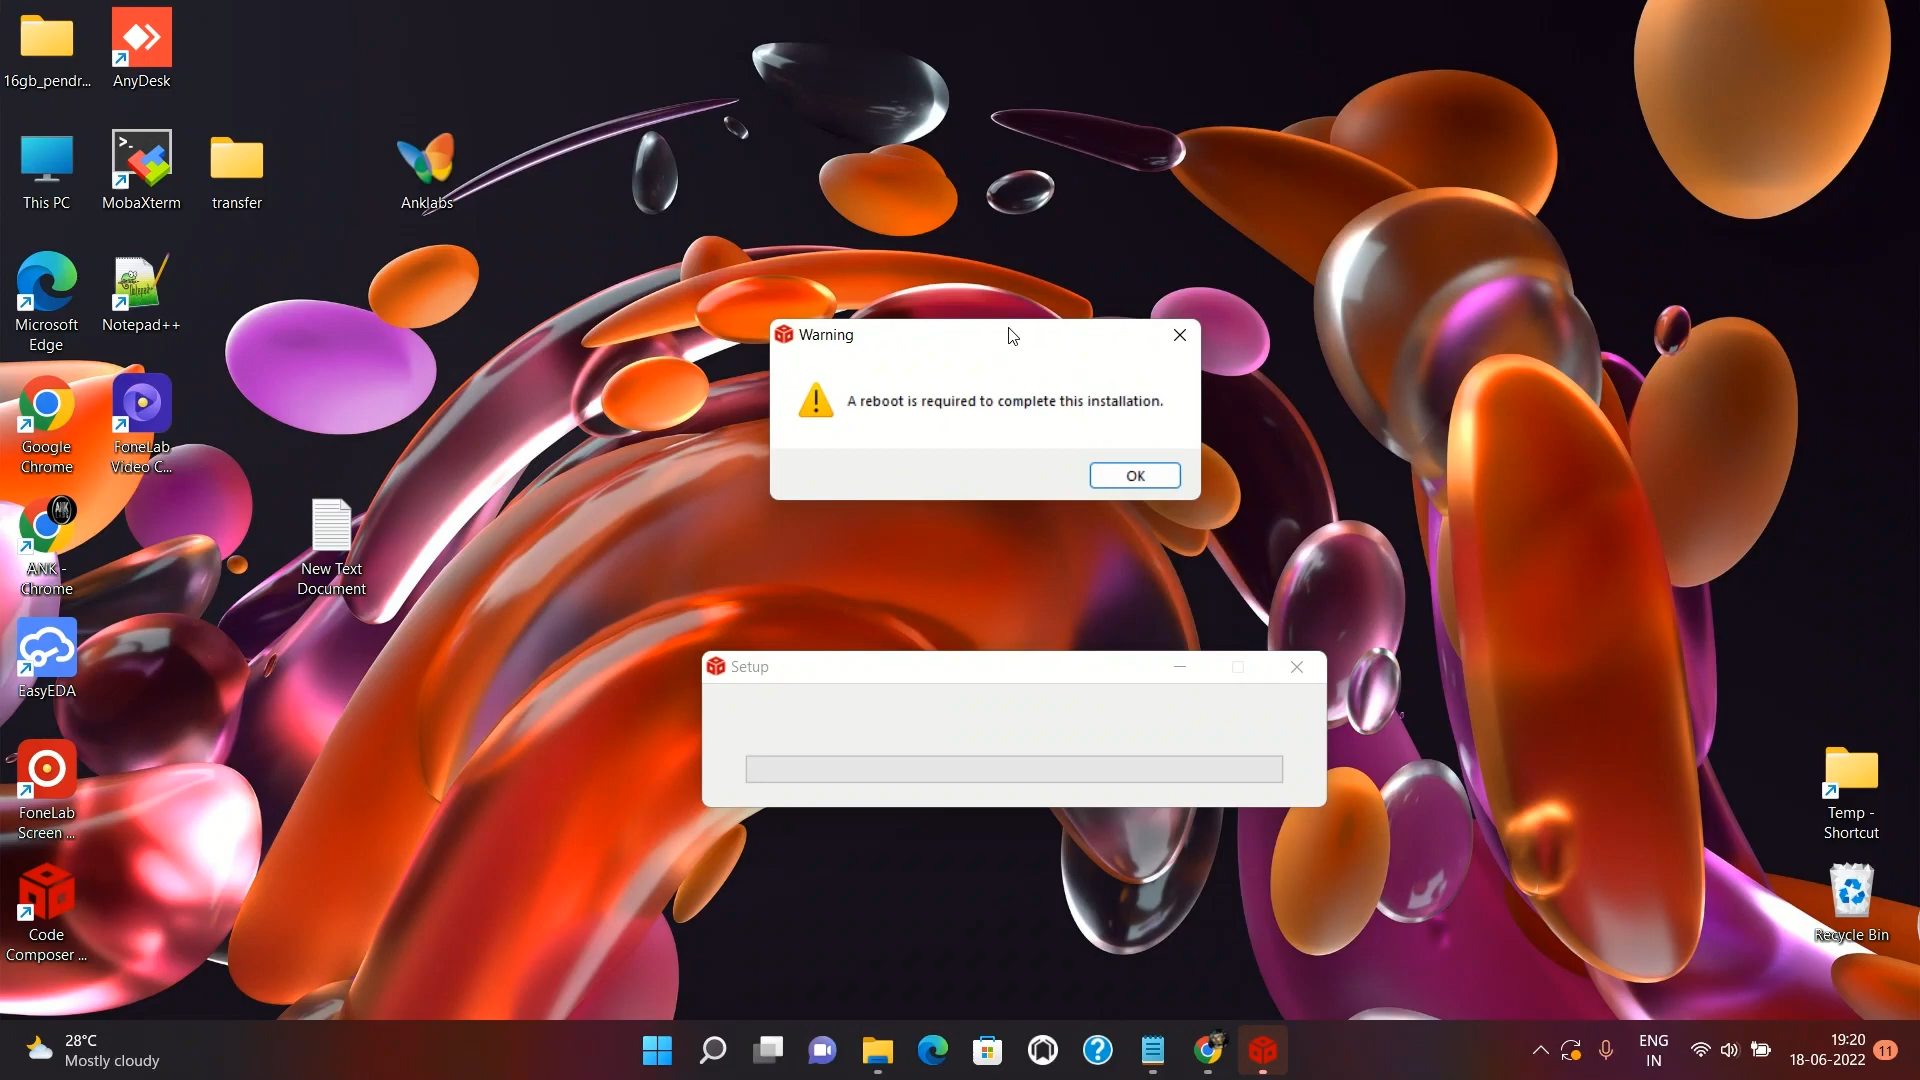 16gb_pendr...
AnyDesk
This PC
MobaXterm
transfer
Anklabs
Microsoft
Edge
Notepad++
Google
Chrome
FoneLab
Video C...
ANK -
Chrome
New Text
Document
EasyEDA
FoneLab
Screen ...
Code
Composer ...
Warning
A reboot is required to complete this installation.
OK
Setup
Temp -
Shortcut
Recycle Bin
28°C
Mostly cloudy
ENG
IN
19:20
18-06-2022
11